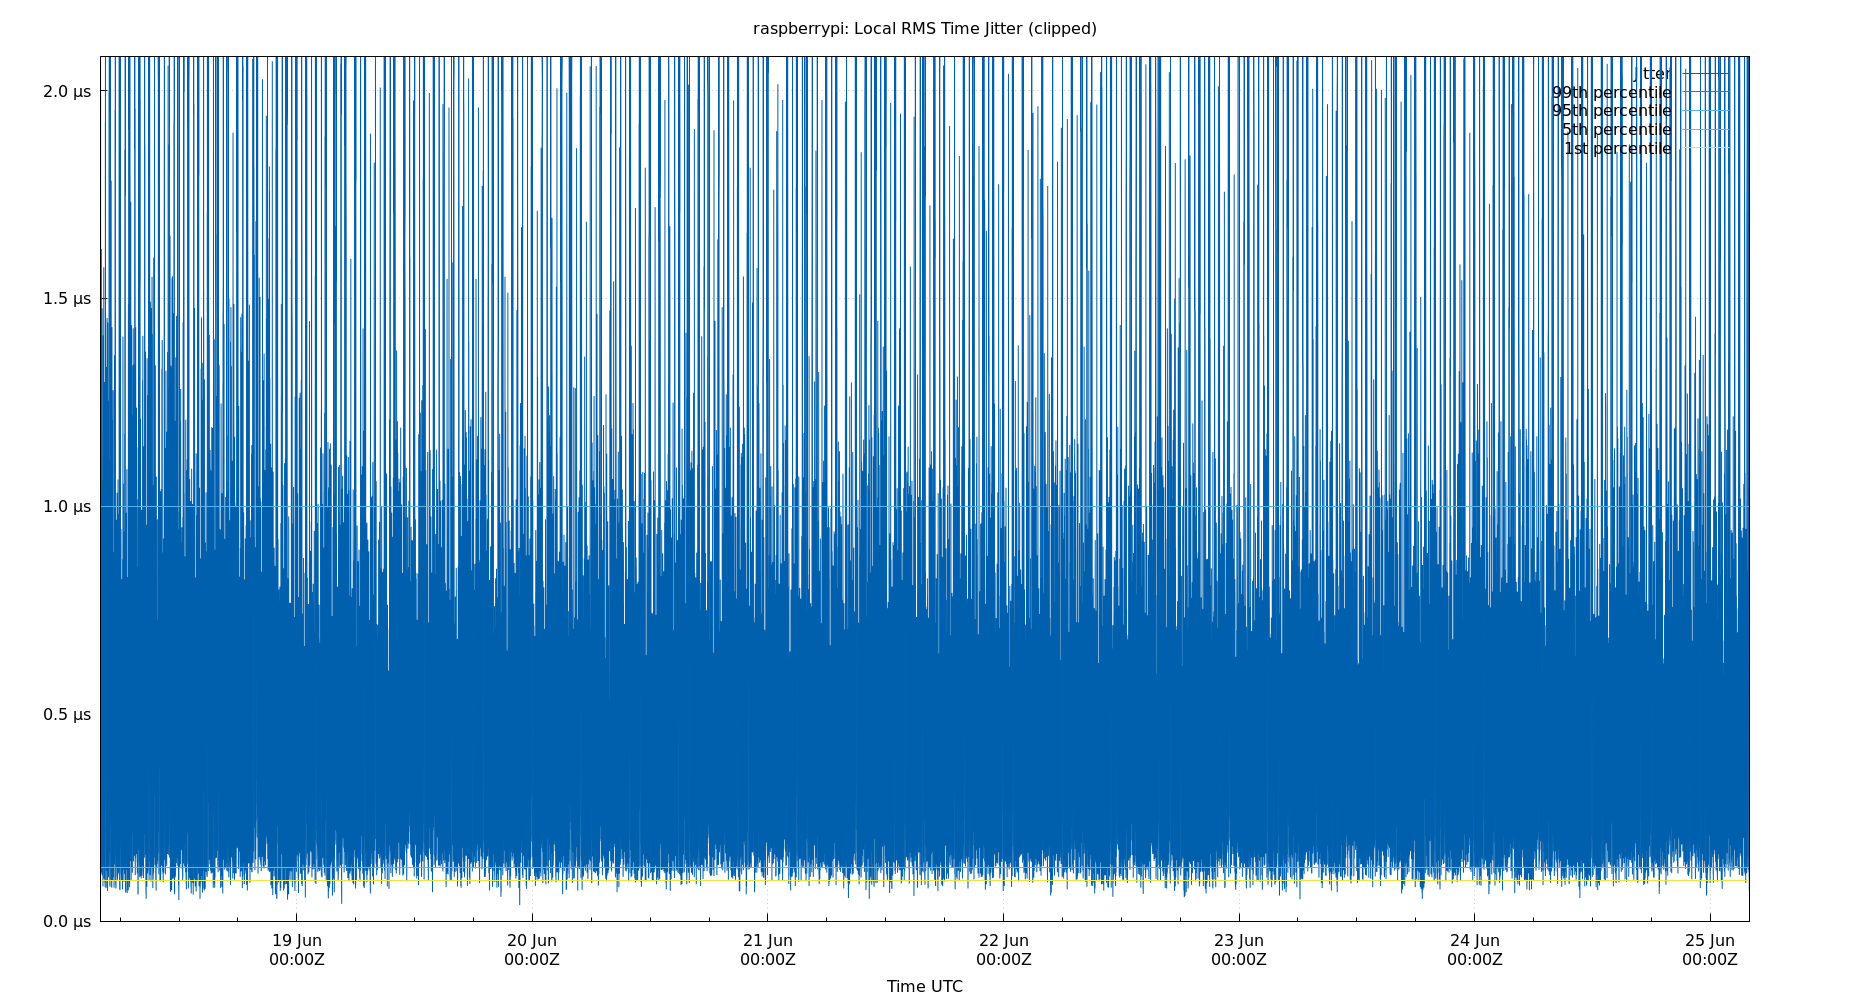 raspberrypi: Local RMS Time Jitter (clipped)
2.0 µs
1.5 µs
1.0 µs
0.5 µs
0.0 µs
99th percentile
95th percentile
5th percentile
1st percentile
19 Jun 20 Jun 21 Jun 22 Jun 23 Jun 24 Jun 25 Jun
00:00Z 00:00Z 00:00Z 00:00Z 00:00Z 00:00Z 00:00Z
Time UTC